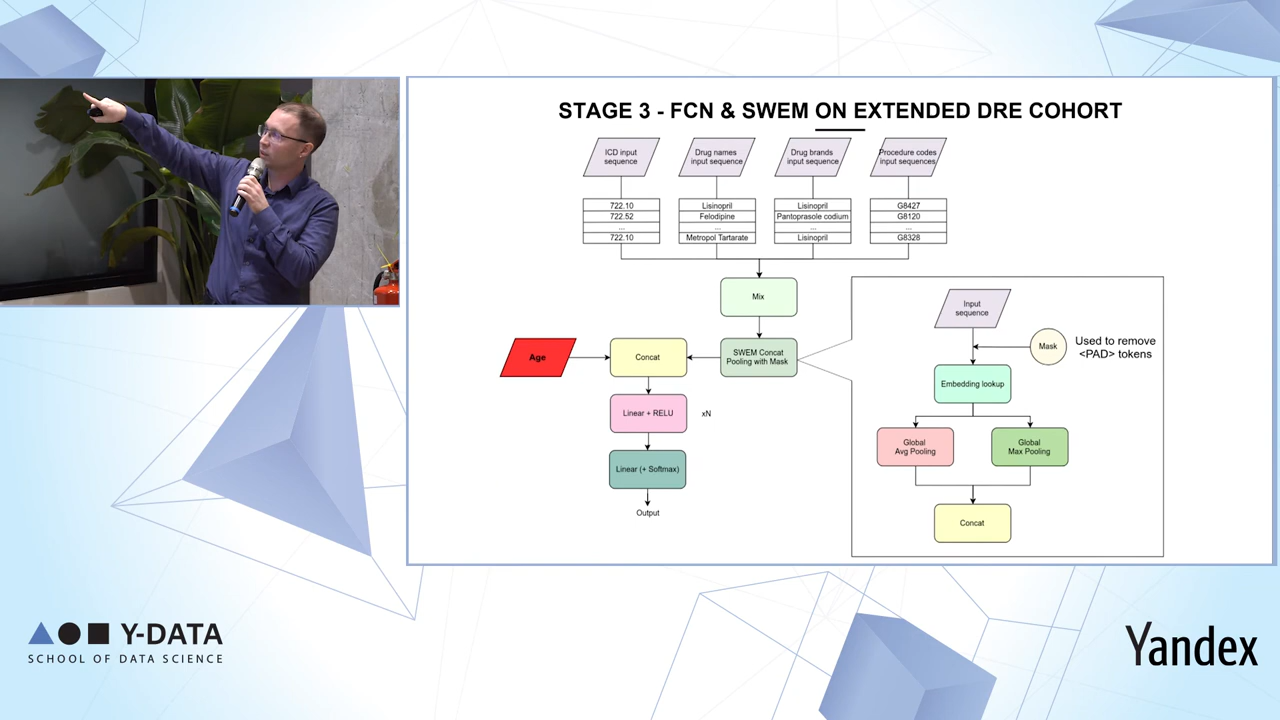 STAGE 3 - FCN & SWEM ON EXTENDED DRE COHORT
ICD input
sequence
Drug names
input sequence
Drug brands
input sequence
Procedure codes
input sequences
722.10
722.52
...
722.10
Lisinopril
Felodipine
...
Metropol Tartarate
Lisinopril
Pantoprasole codium
...
Lisinopril
G8427
G8120
...
G8328
Mix
SWEM Concat
Pooling with Mask
Age
Concat
Linear + RELU
xN
Linear (+ Softmax)
Output
Input
sequence
Mask
Used to remove
<PAD> tokens
Embedding lookup
Global
Avg Pooling
Global
Max Pooling
Concat
Y-DATA
SCHOOL OF DATA SCIENCE
Yandex